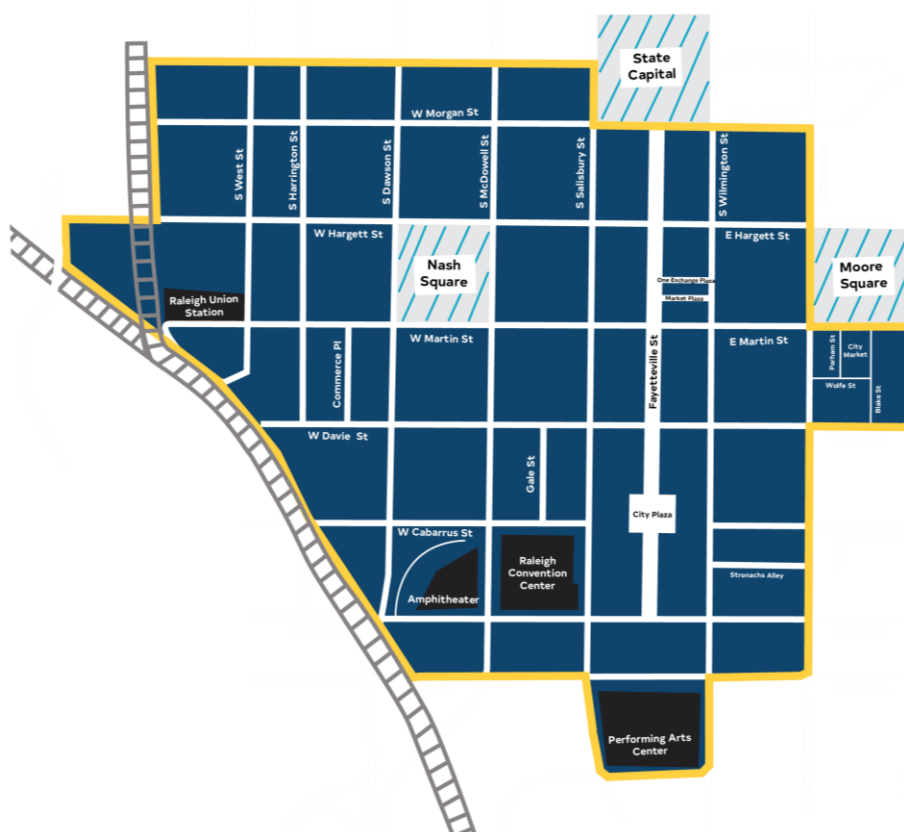 State
Capital
W Morgan St
S West St
S Harrington St
S Dawson St
S McDowell St
S Salisbury St
S Wilmington St
W Hargett St
E Hargett St
Nash
Square
Moore
Square
One Exchange Plaza
Market Plaza
Raleigh Union
Station
W Martin St
E Martin St
Commerce Pl
Fayetteville St
Parham St
City
Market
Wolfe St
Blake St
W Davie St
Gale St
City Plaza
W Cabarrus St
Raleigh
Convention
Center
Amphitheater
Stronachs Alley
Performing Arts
Center